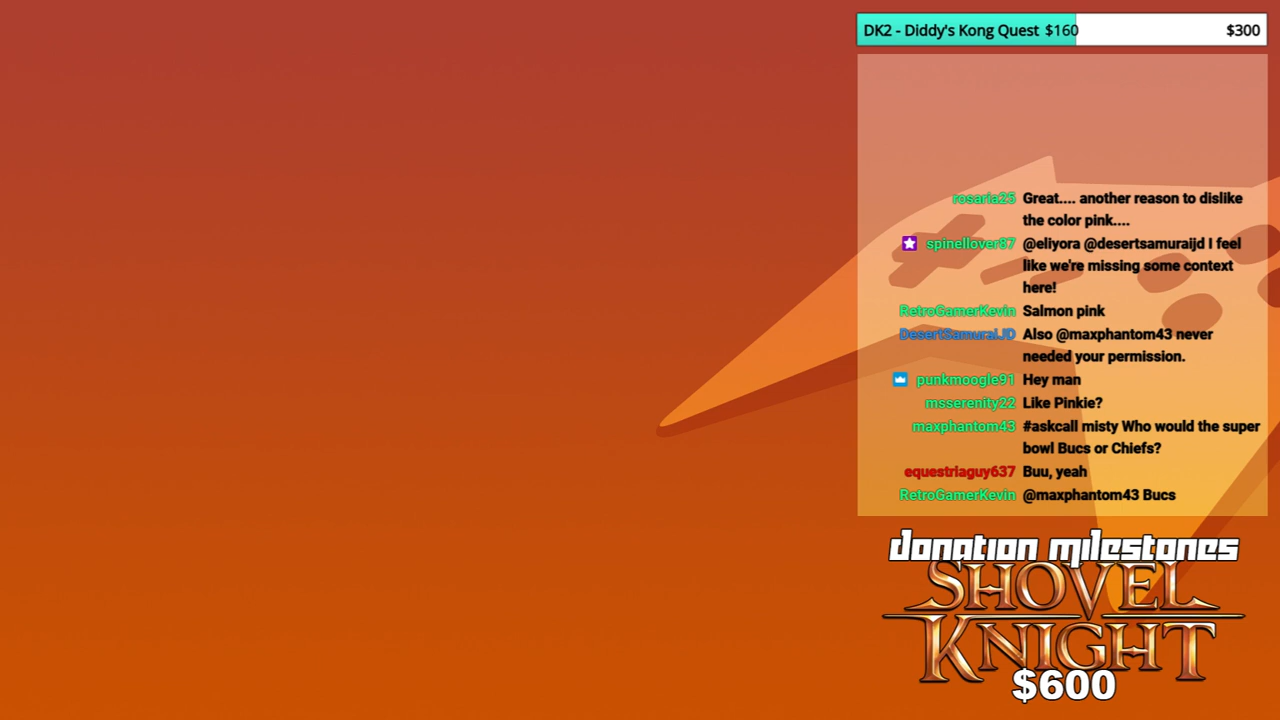 DK2 - Diddy's Kong Quest $160 $300
rosaria25 Great.... another reason to dislike
the color pink....
spinellover87 @eliyora @desertsamuraijd I feel
like we're missing some context
here!
RetroGamerKevin Salmon pink
DesertSamuraiJD Also @maxphantom43 never
needed your permission.
punkmoogle91 Hey man
msserenity22 Like Pinkie?
maxphantom43 #askcall misty Who would the super
bowl Bucs or Chiefs?
equestriaguy637 Buu, yeah
RetroGamerKevin @maxphantom43 Bucs
donation milestones
SHOVEL
KNIGHT
$600